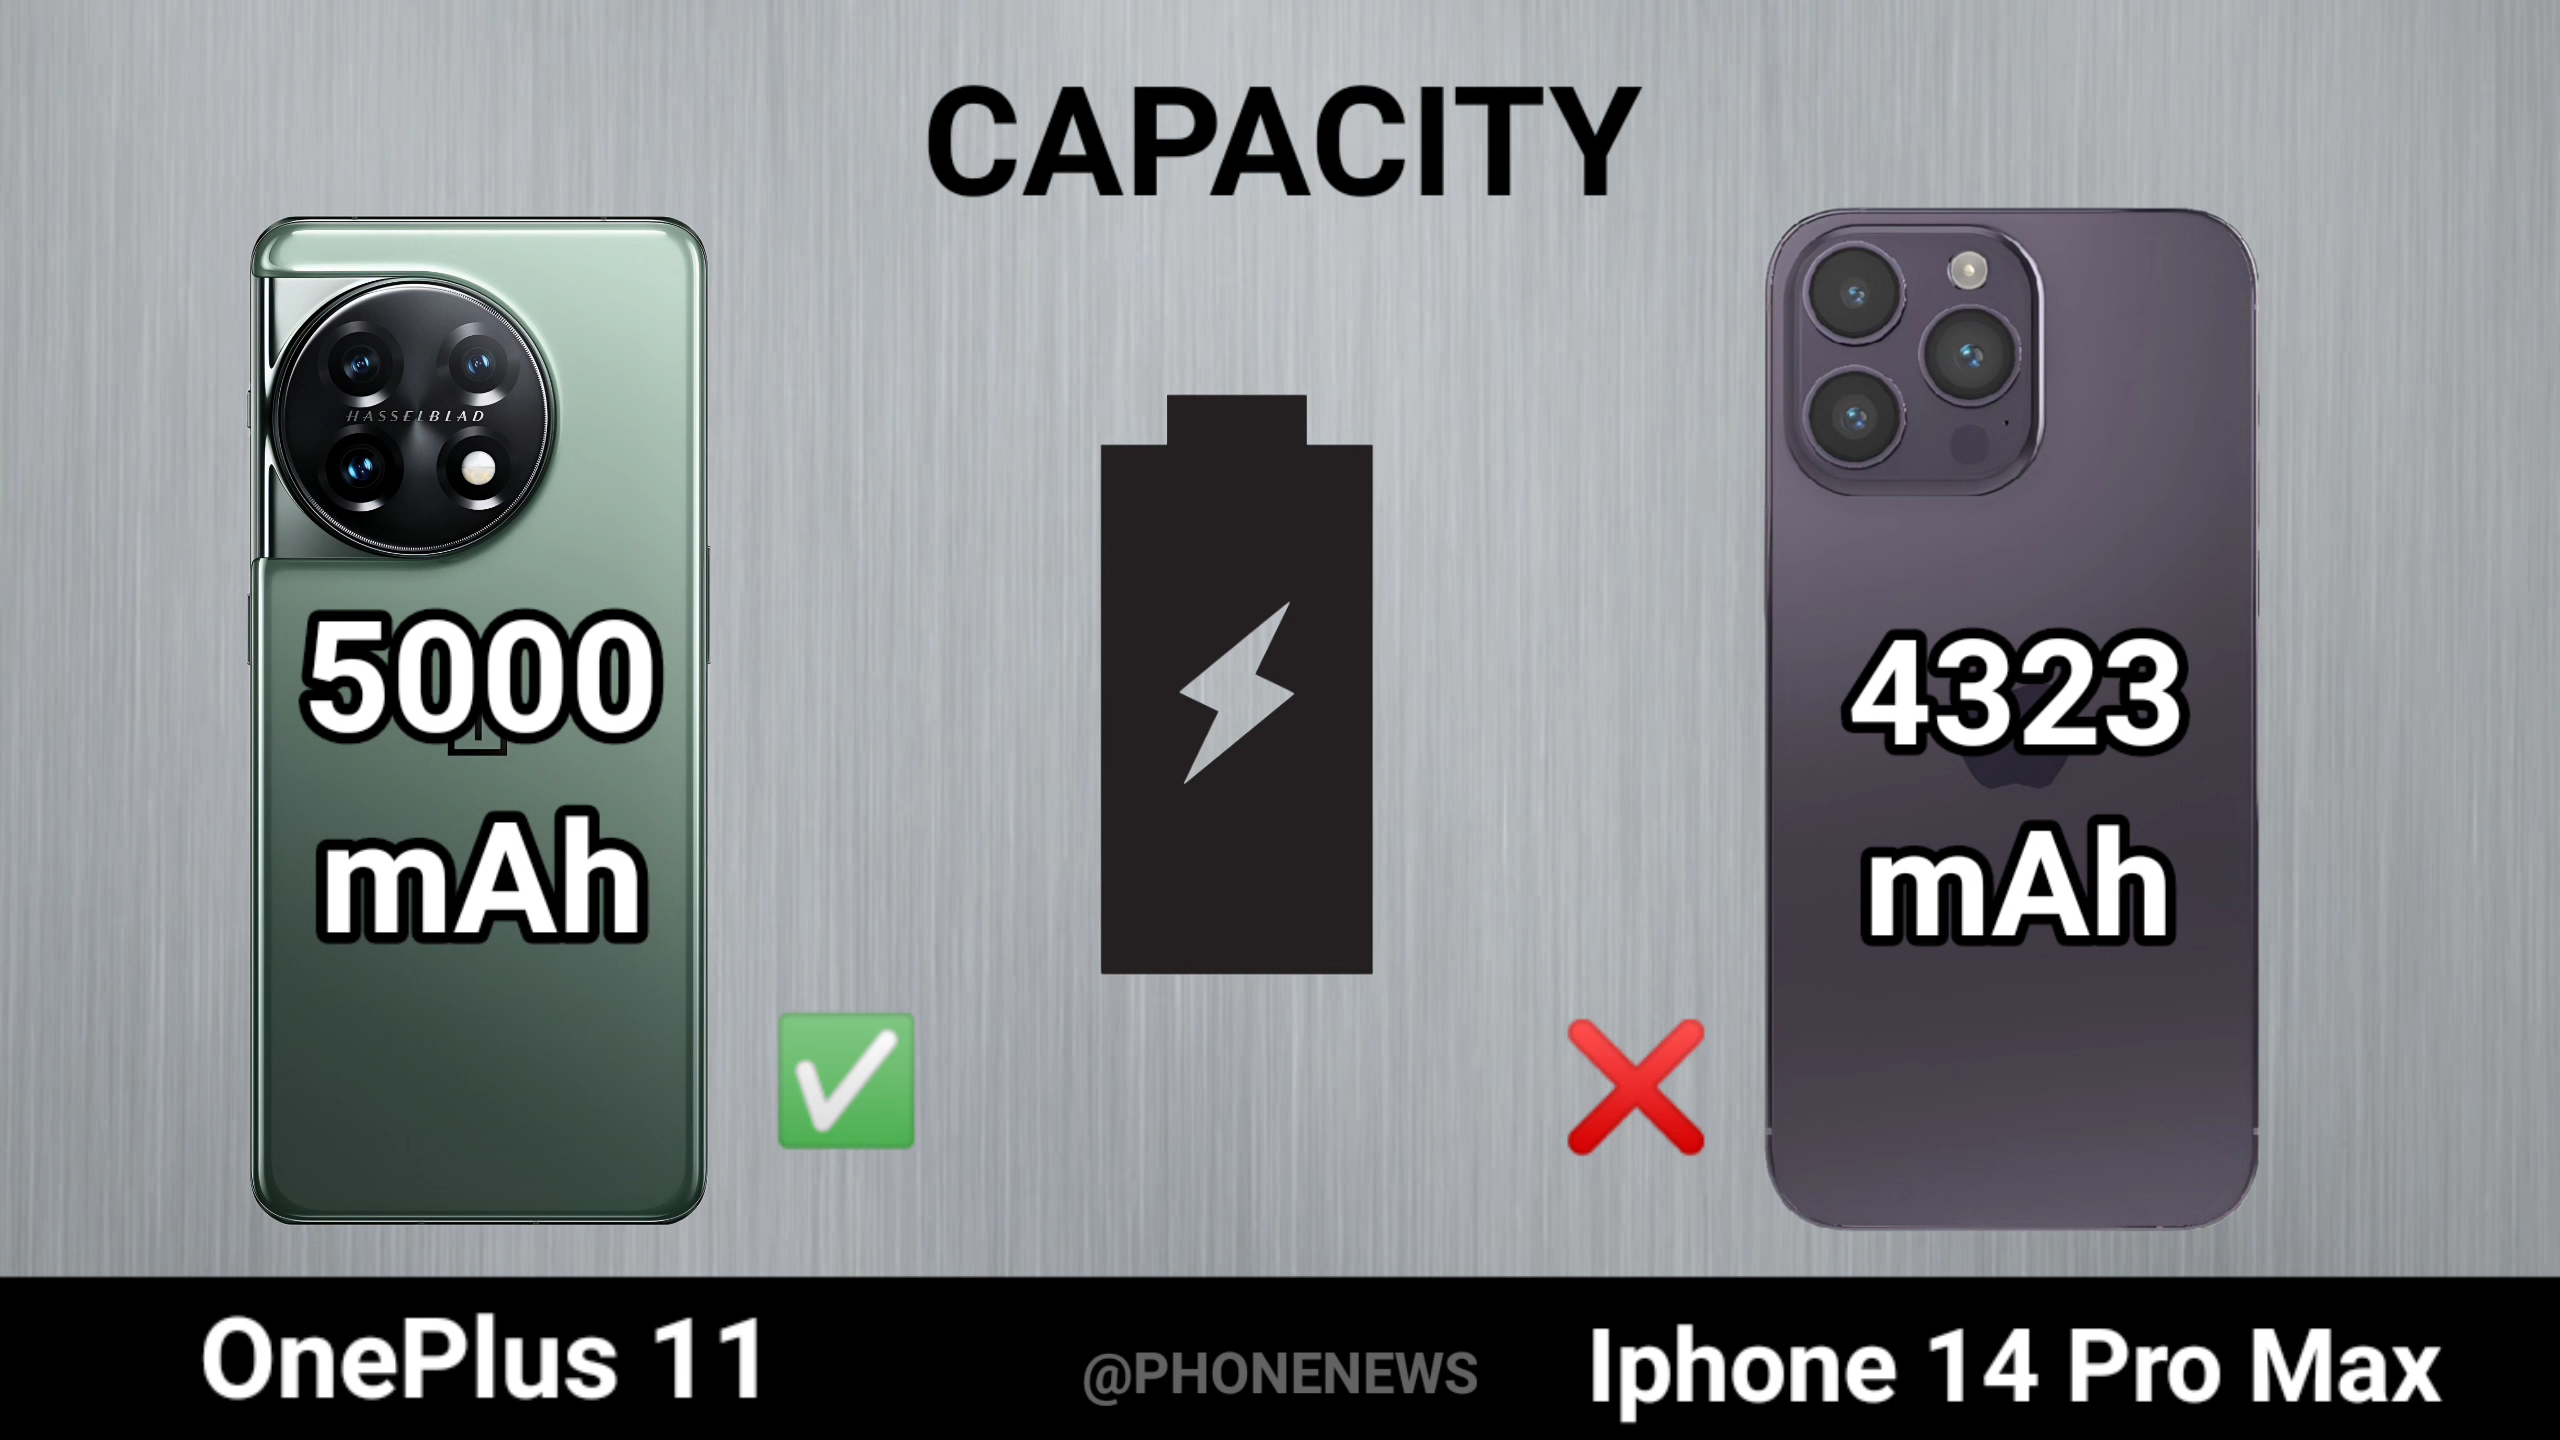 CAPACITY
HASSELBLAD
5000
mAh
4323
mAh
OnePlus 11
@PHONENEWS
Iphone 14 Pro Max